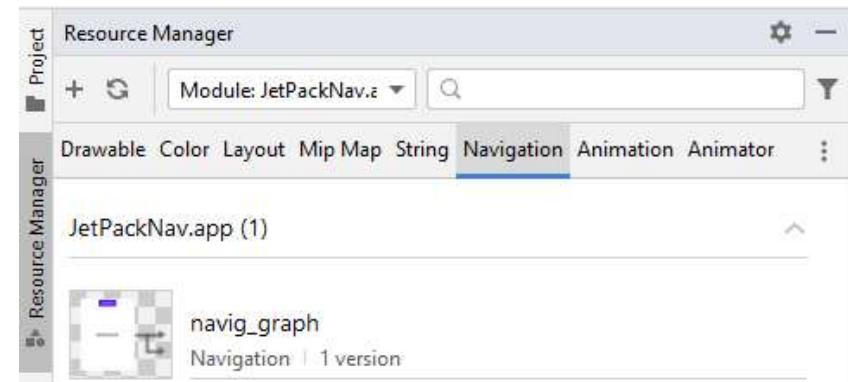 Project
Resource Manager
Resource Manager
Module: JetPackNav.a
Drawable Color Layout Mip Map String Navigation Animation Animator
JetPackNav.app (1)
navig_graph
Navigation | 1 version